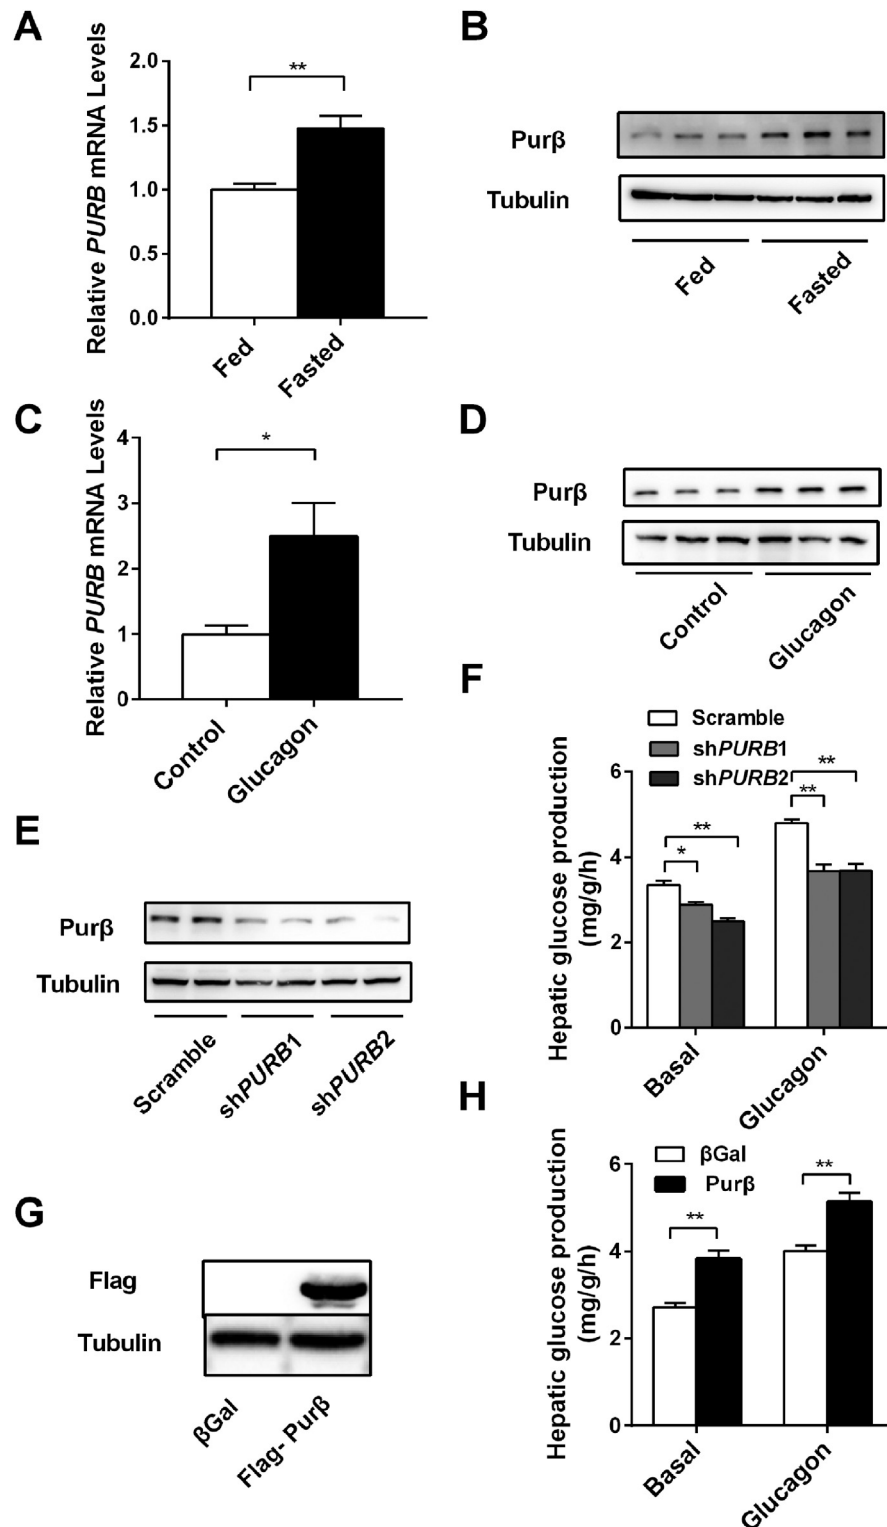 A
Relative PURB mRNA Levels
2.0
1.5
1.0
0.5
0.0
**
Fed
Fasted
B
Purβ
Tubulin
Fed
Fasted
C
Relative PURB mRNA Levels
4
3
2
1
0
*
Control
Glucagon
D
Purβ
Tubulin
Control
Glucagon
E
Purβ
Tubulin
Scramble
shPURB1
shPURB2
F
Scramble
shPURB1
shPURB2
Hepatic glucose production
(mg/g/h)
6
4
2
0
**
*
**
**
Basal
Glucagon
G
Flag
Tubulin
βGal
Flag- Purβ
H
βGal
Purβ
Hepatic glucose production
(mg/g/h)
6
4
2
0
**
**
Basal
Glucagon